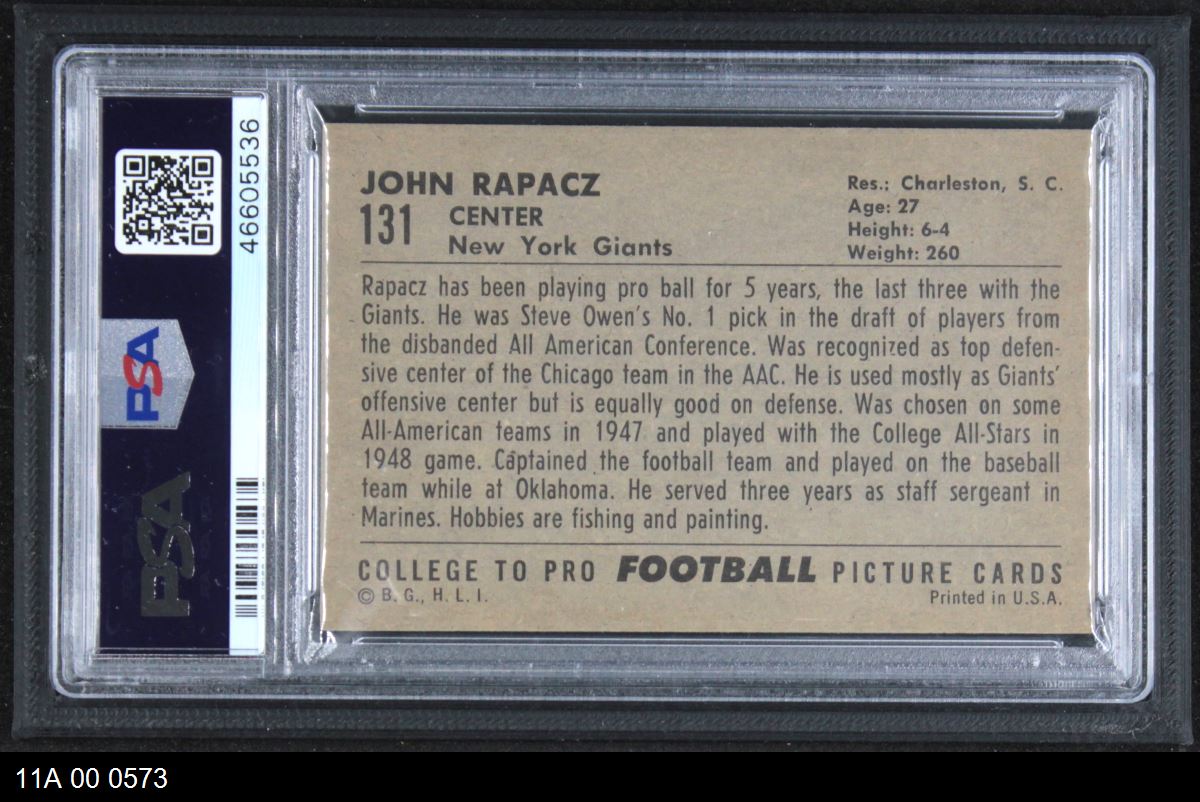 46605536
PSA
PSA
JOHN RAPACZ
131 CENTER
New York Giants
Res.: Charleston, S. C.
Age: 27
Height: 6-4
Weight: 260
Rapacz has been playing pro ball for 5 years, the last three with the
Giants. He was Steve Owen's No. 1 pick in the draft of players from
the disbanded All American Conference. Was recognized as top defen-
sive center of the Chicago team in the AAC. He is used mostly as Giants'
offensive center but is equally good on defense. Was chosen on some
All-American teams in 1947 and played with the College All-Stars in
1948 game. Captained the football team and played on the baseball
team while at Oklahoma. He served three years as staff sergeant in
Marines. Hobbies are fishing and painting.
COLLEGE TO PRO FOOTBALL PICTURE CARDS
© B. G., H. L. I.
Printed in U.S.A.
11A 00 0573